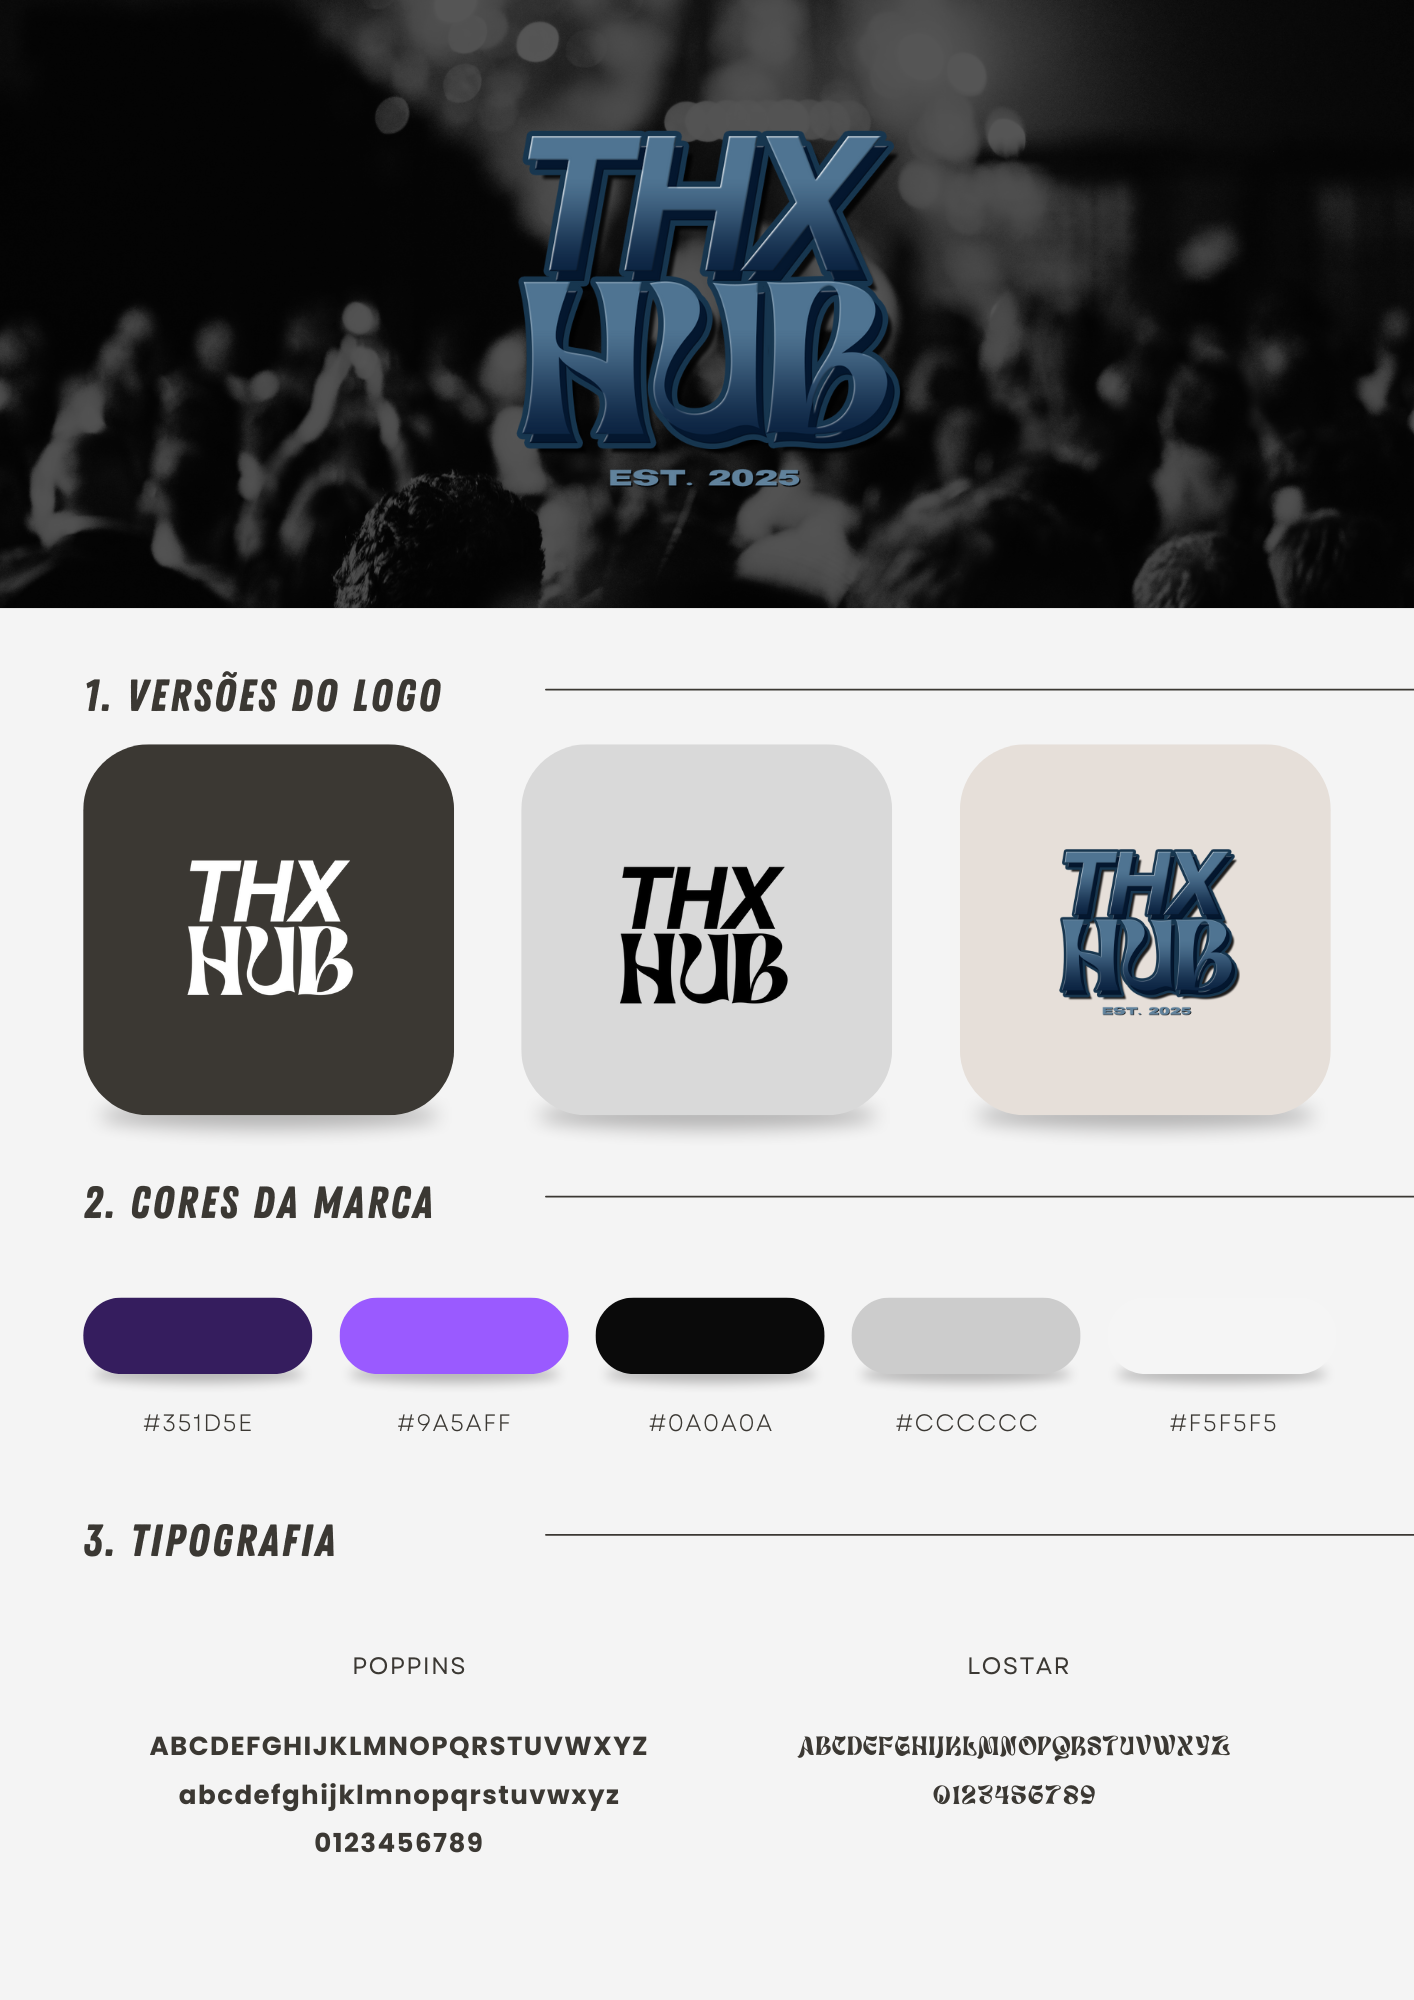 THX
HUB
EST. 2025
1. VERSÕES DO LOGO
THX
HUB
THX
HUB
THX
HUB
EST. 2025
2. CORES DA MARCA
#351D5E
#9A5AFF
#0A0A0A
#CCCCCC
#F5F5F5
3. TIPOGRAFIA
POPPINS
ABCDEFGHIJKLMNOPQRSTUVWXYZ
abcdefghijklmnopqrstuvwxyz
0123456789
LOSTAR
ABCDEFGHIJKLMNOPQRSTUVWXYZ
0123456789